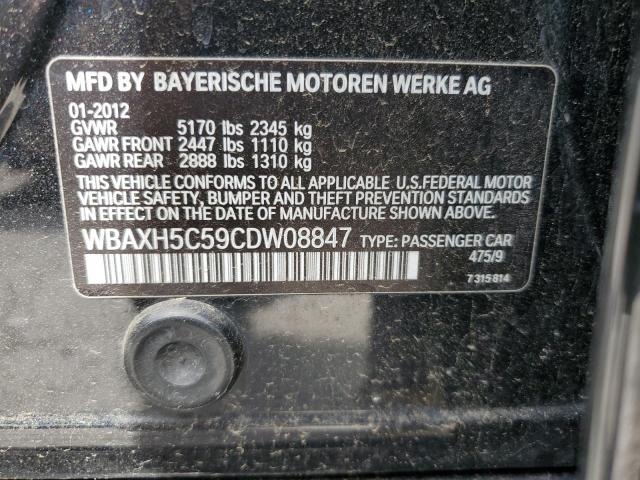 MFD BY BAYERISCHE MOTOREN WERKE AG
01-2012
GVWR 5170 lbs 2345 kg
GAWR FRONT 2447 lbs 1110 kg
GAWR REAR 2888 lbs 1310 kg
THIS VEHICLE CONFORMS TO ALL APPLICABLE U.S.FEDERAL MOTOR
VEHICLE SAFETY, BUMPER AND THEFT PREVENTION STANDARDS
IN EFFECT ON THE DATE OF MANUFACTURE SHOWN ABOVE.
WBAXH5C59CDW08847 TYPE: PASSENGER CAR
475/9
7 315 814